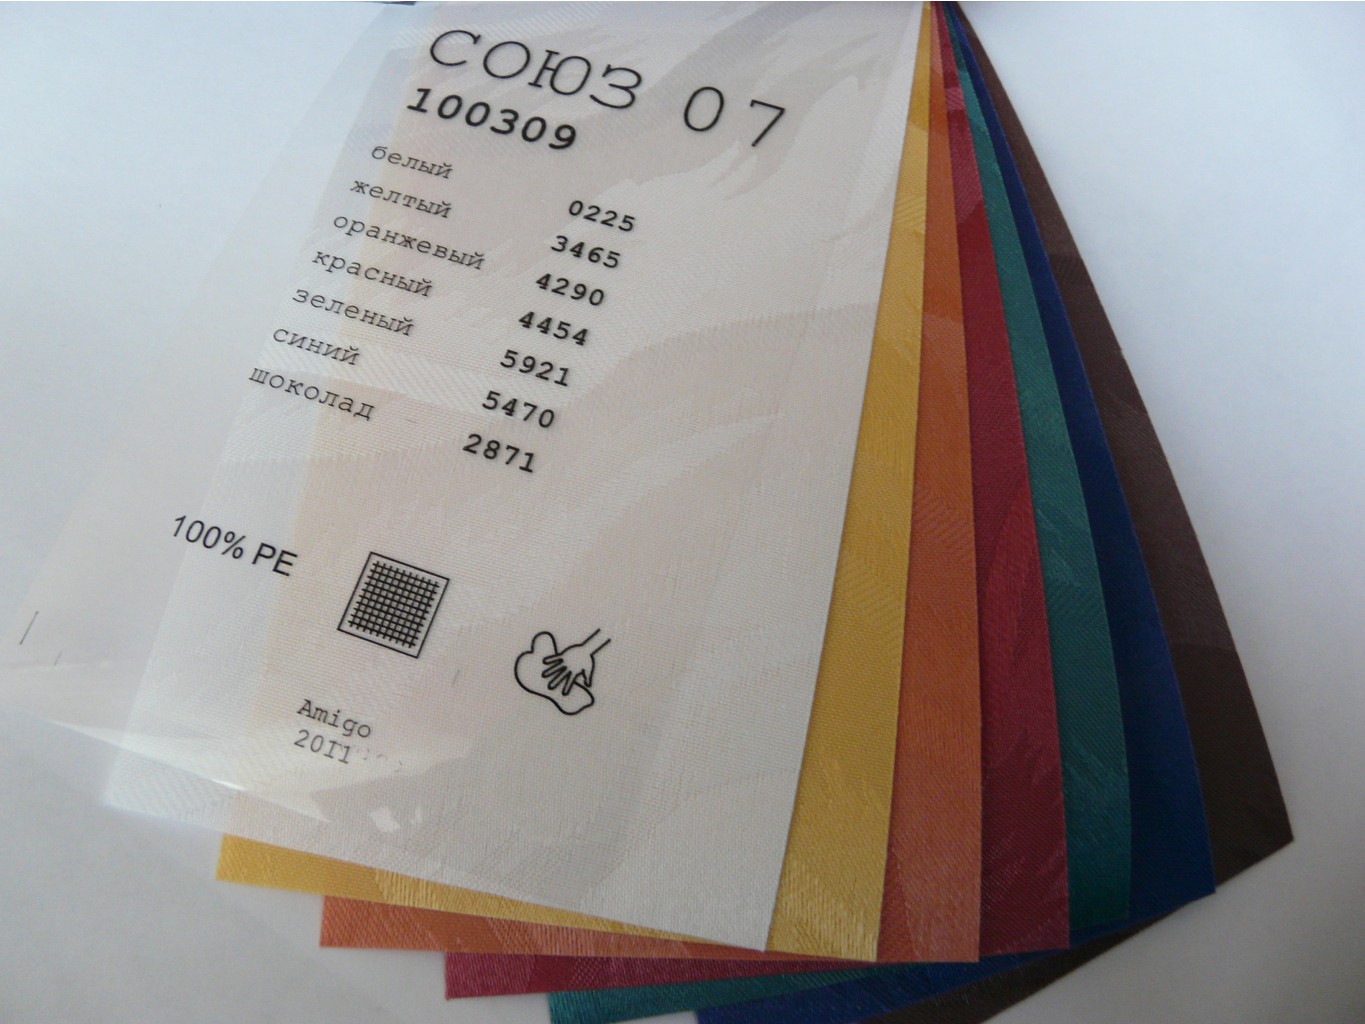 СОЮЗ 07
100309
белый 0225
желтый 3465
оранжевый 4290
красный 4454
зеленый 5921
синий 5470
шоколад 2871
100% PE
Amigo